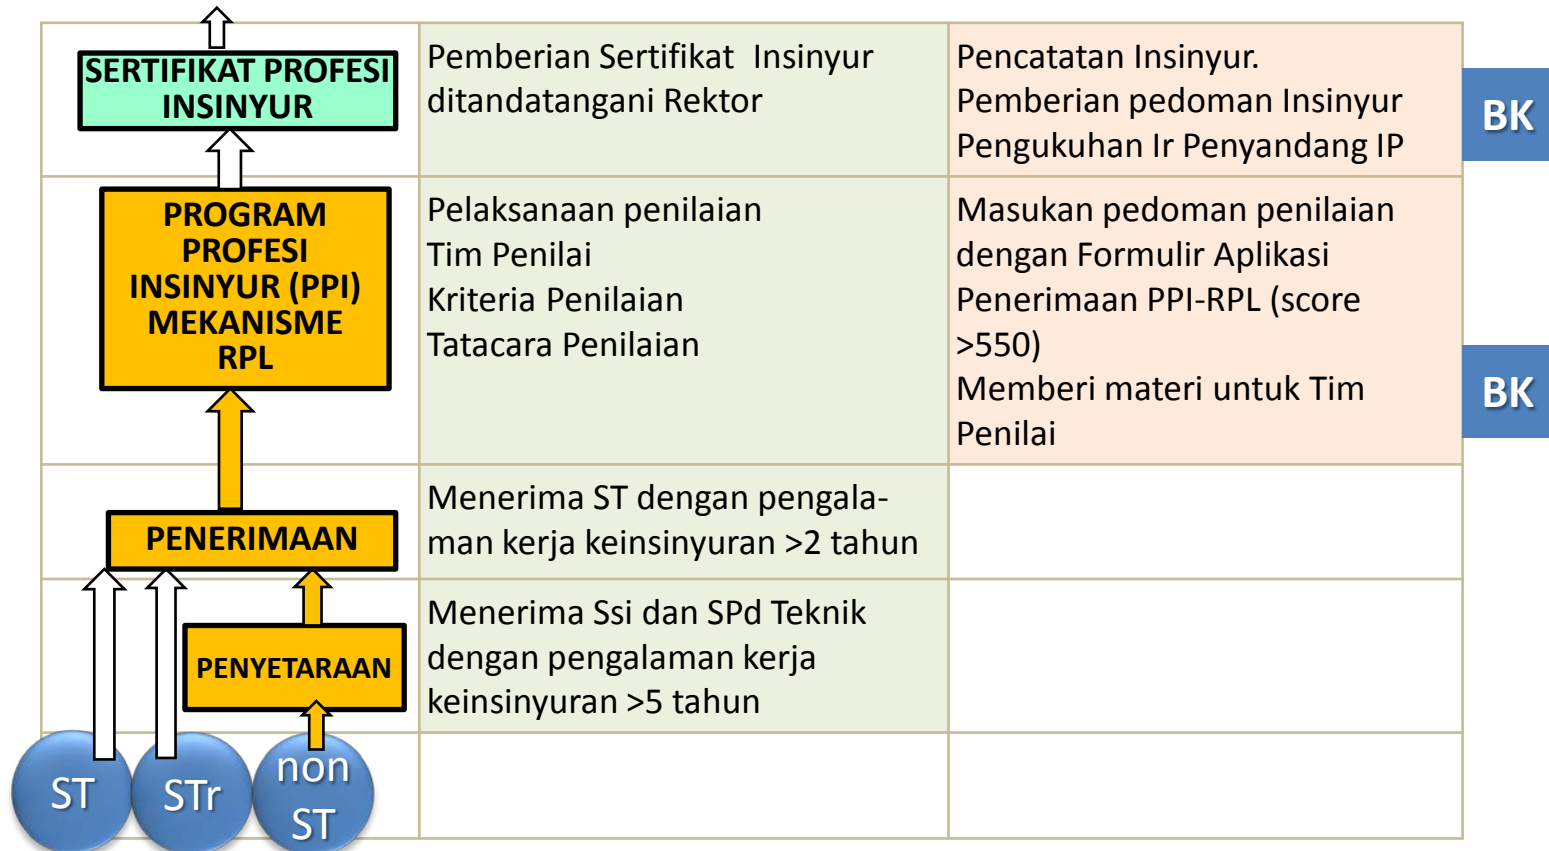 SERTIFIKAT PROFESI
INSINYUR
Pemberian Sertifikat Insinyur
ditandatangani Rektor
Pencatatan Insinyur.
Pemberian pedoman Insinyur
Pengukuhan Ir Penyandang IP
BK
PROGRAM
PROFESI
INSINYUR (PPI)
MEKANISME
RPL
Pelaksanaan penilaian
Tim Penilai
Kriteria Penilaian
Tatacara Penilaian
Masukan pedoman penilaian
dengan Formulir Aplikasi
Penerimaan PPI-RPL (score
>550)
Memberi materi untuk Tim
Penilai
BK
PENERIMAAN
Menerima ST dengan pengala-
man kerja keinsinyuran >2 tahun
PENYETARAAN
Menerima Ssi dan SPd Teknik
dengan pengalaman kerja
keinsinyuran >5 tahun
ST
STr
non
ST